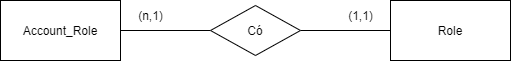 Account_Role
(n,1)
Có
(1,1)
Role